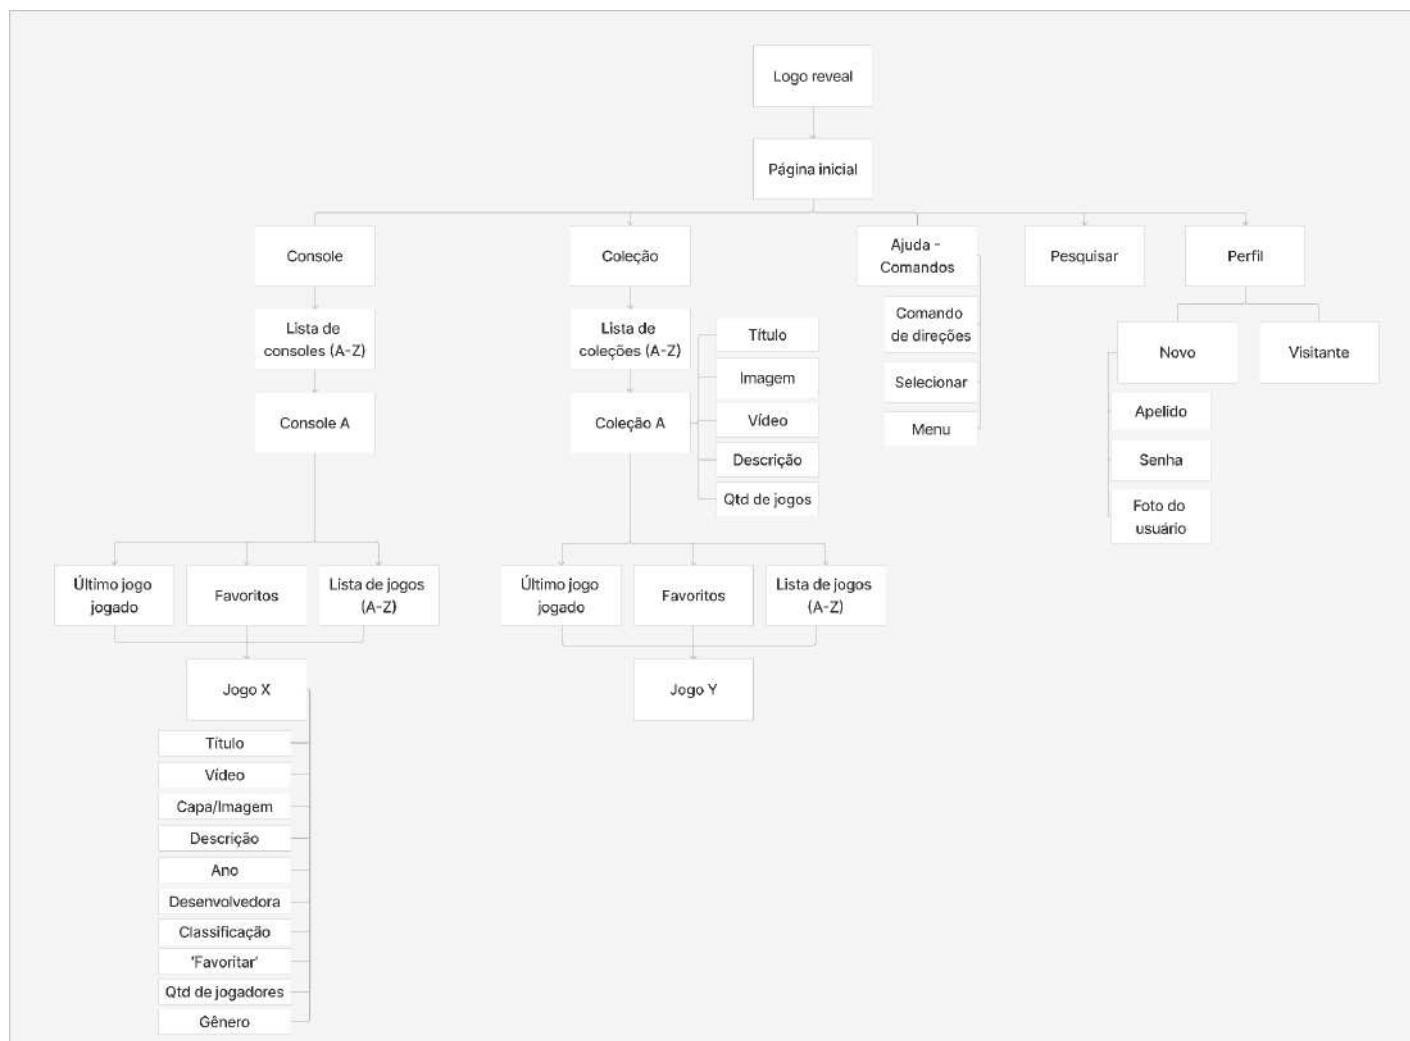 Logo reveal
Página inicial
Console
Coleção
Ajuda -
Comandos
Pesquisar
Perfil
Lista de
consoles (A-Z)
Lista de
coleções (A-Z)
Título
Imagem
Vídeo
Descrição
Qtd de jogos
Comando
de direções
Selecionar
Menu
Novo
Visitante
Apelido
Senha
Foto do
usuário
Console A
Coleção A
Último jogo
jogado
Favoritos
Lista de jogos
(A-Z)
Último jogo
jogado
Favoritos
Lista de jogos
(A-Z)
Jogo X
Jogo Y
Título
Vídeo
Capa/Imagem
Descrição
Ano
Desenvolvedora
Classificação
'Favoritar'
Qtd de jogadores
Gênero